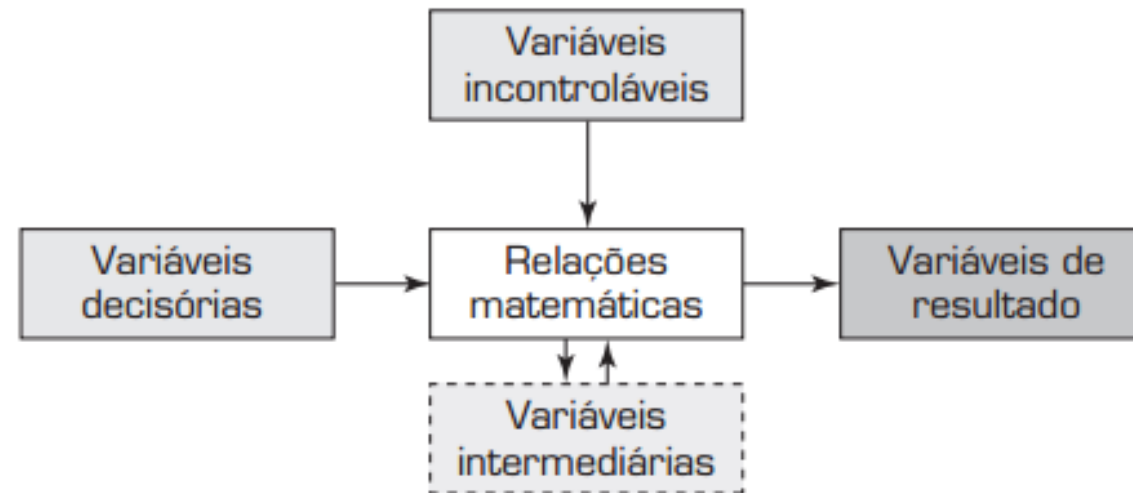 Variáveis
incontroláveis
Variáveis
decisórias
Relações
matemáticas
Variáveis de
resultado
Variáveis
intermediárias